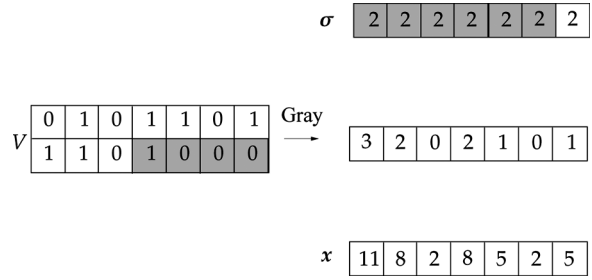 σ 2 2 2 2 2 2 2
V 0 1 0 1 1 0 1
1 1 0 1 0 0 0
Gray
3 2 0 2 1 0 1
x 11 8 2 8 5 2 5